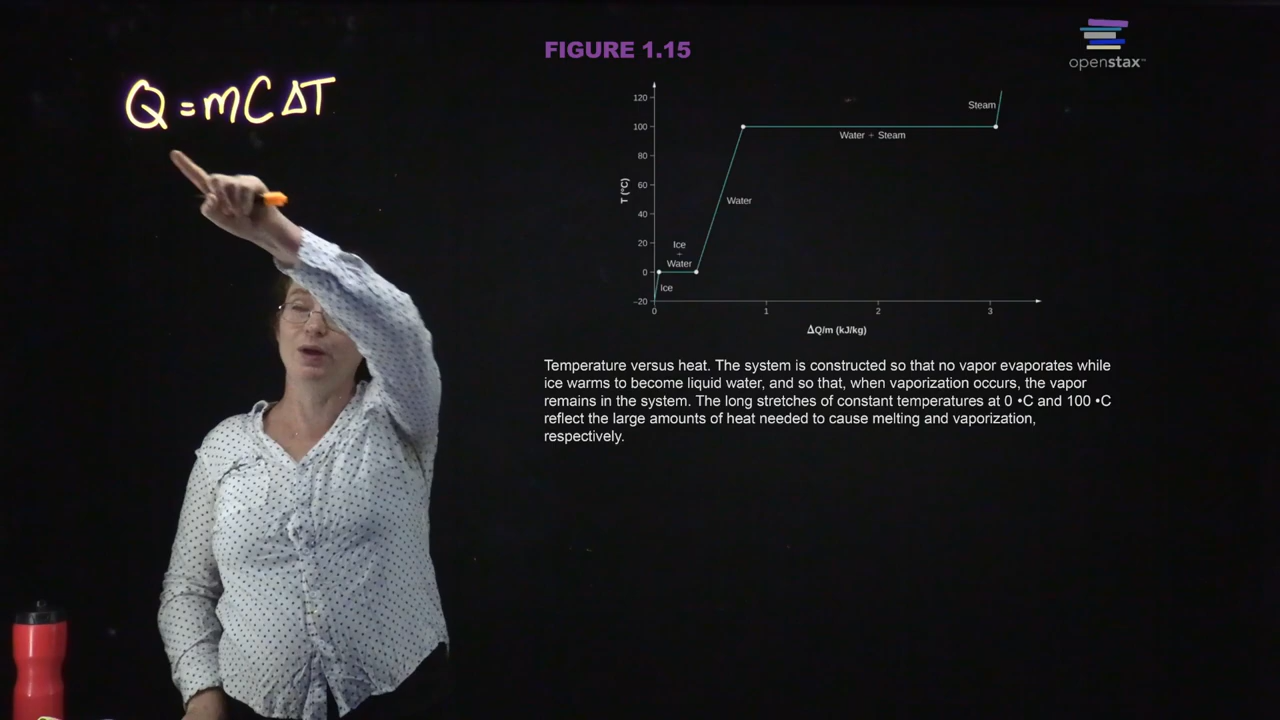 Q = mCΔT
FIGURE 1.15
openstax™
120
100
80
60
40
20
0
–20
T (°C)
Steam
Water + Steam
Water
Ice
+
Water
Ice
0
1
2
3
ΔQ/m (kJ/kg)
Temperature versus heat. The system is constructed so that no vapor evaporates while
ice warms to become liquid water, and so that, when vaporization occurs, the vapor
remains in the system. The long stretches of constant temperatures at 0 •C and 100 •C
reflect the large amounts of heat needed to cause melting and vaporization,
respectively.